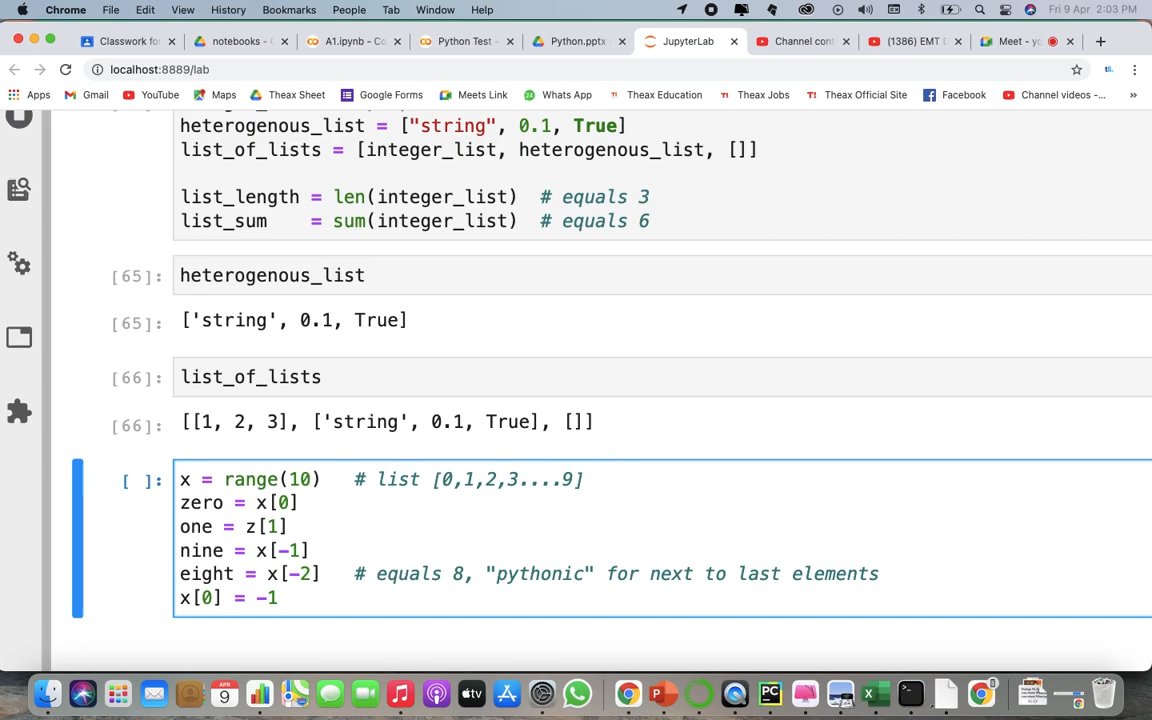 Chrome File Edit View History Bookmarks People Tab Window Help Fri 9 Apr 2:03 PM
Classwork for notebooks - A1.ipynb - Co Python Test - Python.pptx JupyterLab Channel cont (1386) EMT Meet - yq
localhost:8889/lab
Apps Gmail YouTube Maps Theax Sheet Google Forms Meets Link Whats App Theax Education Theax Jobs Theax Official Site Facebook Channel videos -... »
heterogenous_list = ["string", 0.1, True]
list_of_lists = [integer_list, heterogenous_list, []]
list_length = len(integer_list) # equals 3
list_sum = sum(integer_list) # equals 6
[65]: heterogenous_list
[65]: ['string', 0.1, True]
[66]: list_of_lists
[66]: [[1, 2, 3], ['string', 0.1, True], []]
[ ]: x = range(10) # list [0,1,2,3....9]
zero = x[0]
one = z[1]
nine = x[-1]
eight = x[-2] # equals 8, "pythonic" for next to last elements
x[0] = -1
APR
9
tv
PC